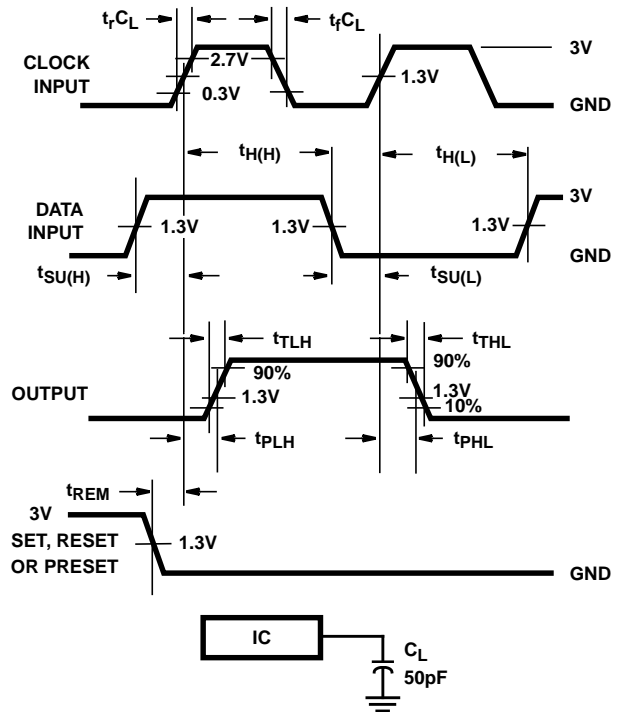 trCL
tfCL
3V
CLOCK
INPUT
2.7V
0.3V
1.3V
GND
tH(H)
tH(L)
3V
DATA
INPUT
1.3V
1.3V
1.3V
GND
tSU(H)
tSU(L)
tTLH
tTHL
90%
90%
OUTPUT
1.3V
1.3V
10%
tPLH
tPHL
tREM
3V
SET, RESET
OR PRESET
1.3V
GND
IC
CL
50pF